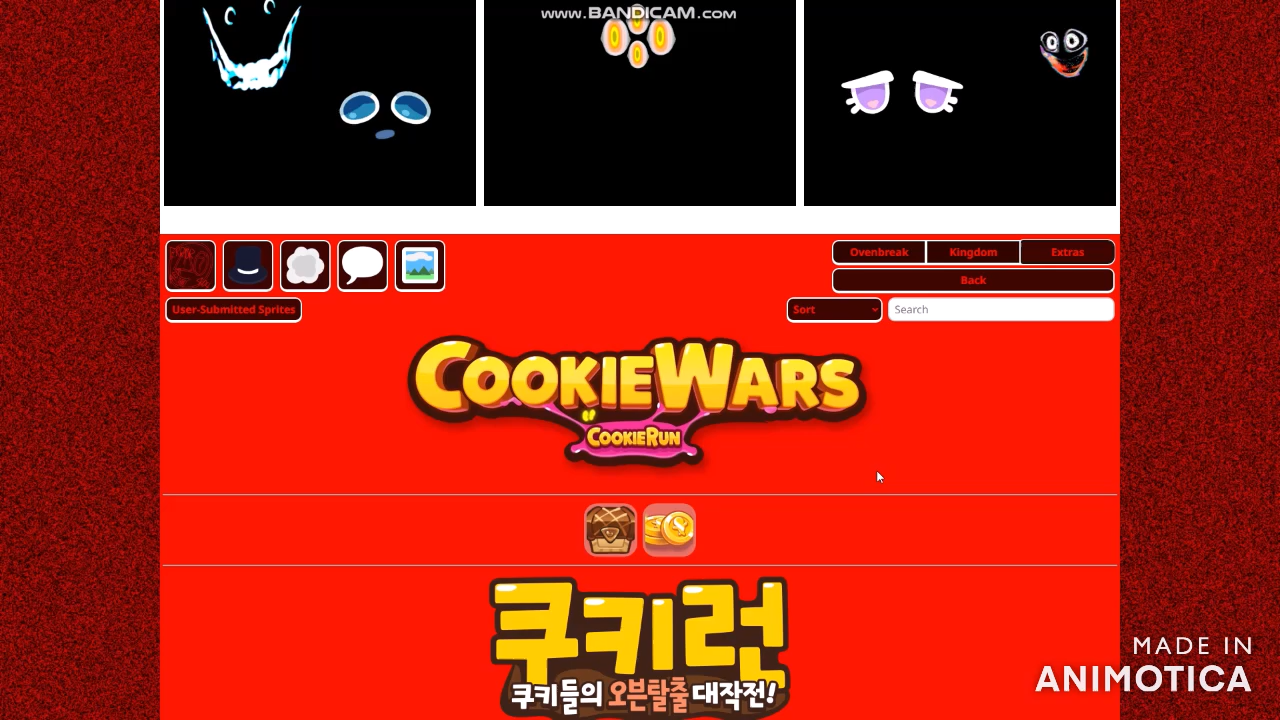 www.BANDICAM.com
Ovenbreak
Kingdom
Extras
Back
User-Submitted Sprites
Sort
Search
COOKIEWARS
COOKIERUN
쿠키런
쿠키들의 오븐탈출 대작전!
MADE IN
ANIMOTICA